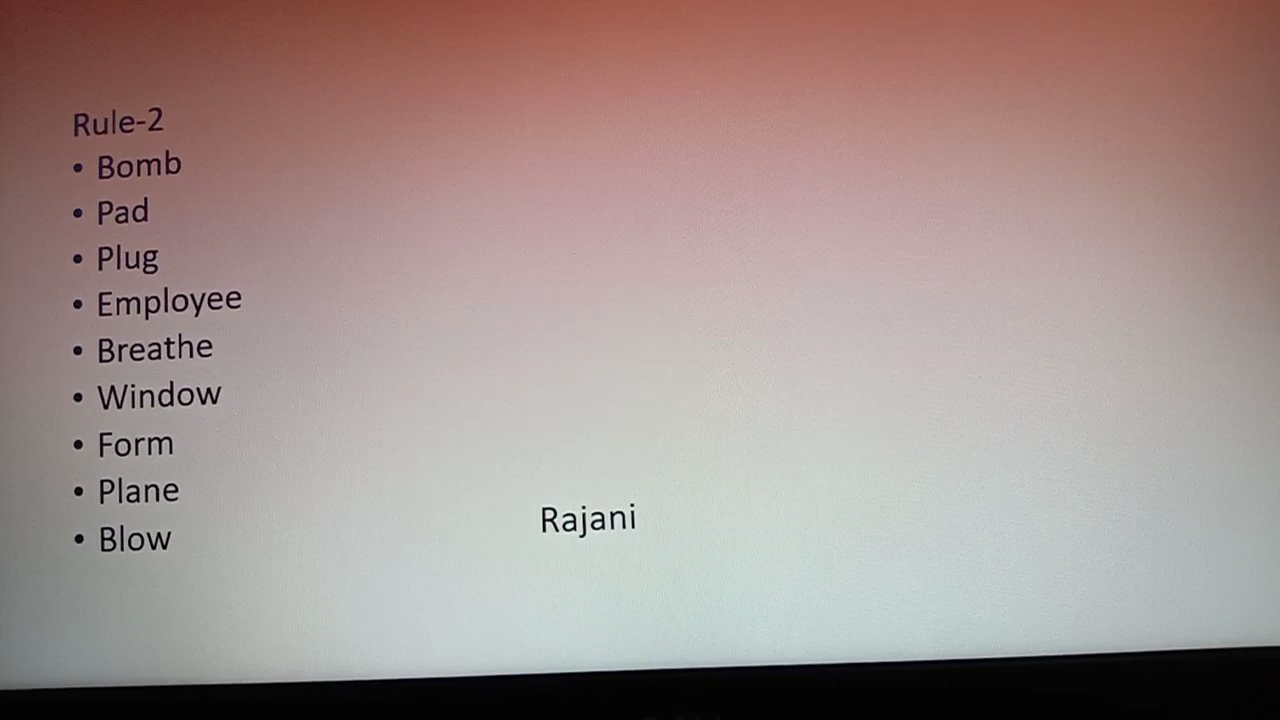 Rule-2
• Bomb
• Pad
• Plug
• Employee
• Breathe
• Window
• Form
• Plane
• Blow
Rajani